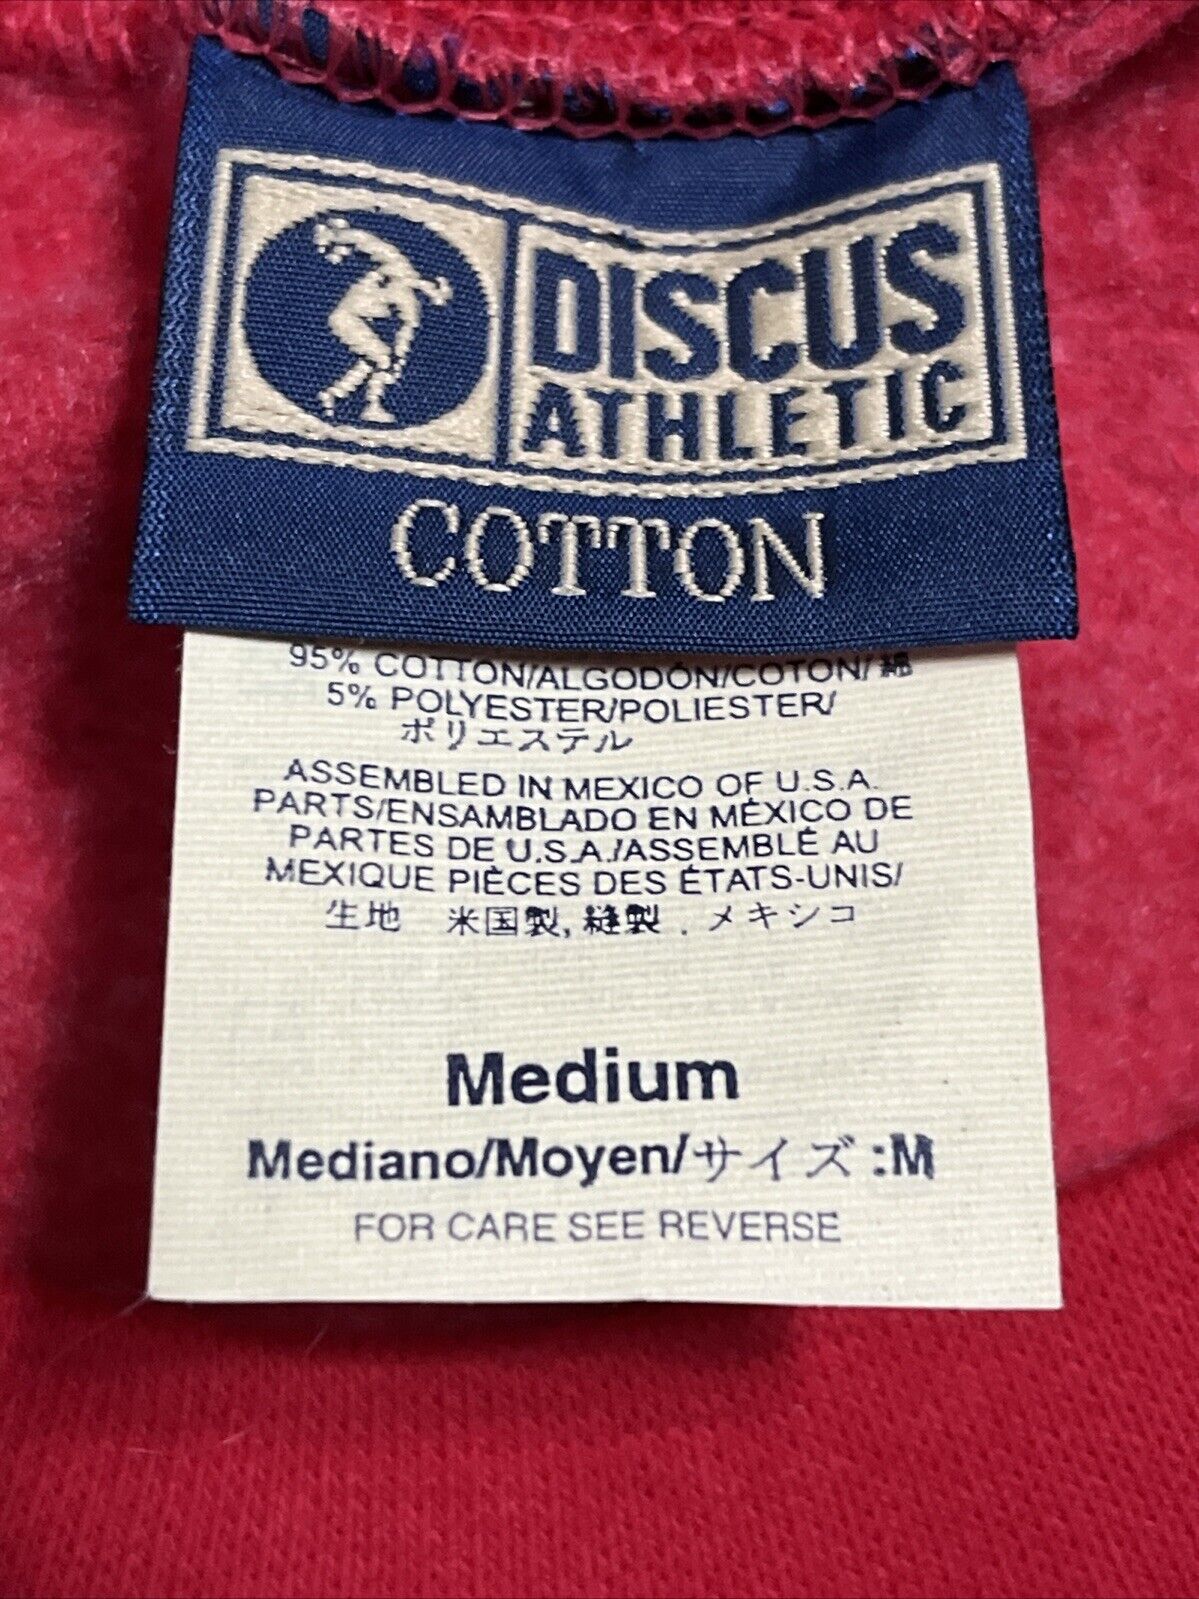 DISCUS
ATHLETIC
COTTON
95% COTTON/ALGODÓN/COTON/綿
5% POLYESTER/POLIESTER/
ポリエステル
ASSEMBLED IN MEXICO OF U.S.A.
PARTS/ENSAMBLADO EN MÉXICO DE
PARTES DE U.S.A./ASSEMBLÉ AU
MEXIQUE PIÈCES DES ÉTATS-UNIS/
生地 米国製, 縫製 . メキシコ
Medium
Mediano/Moyen/サイズ :M
FOR CARE SEE REVERSE